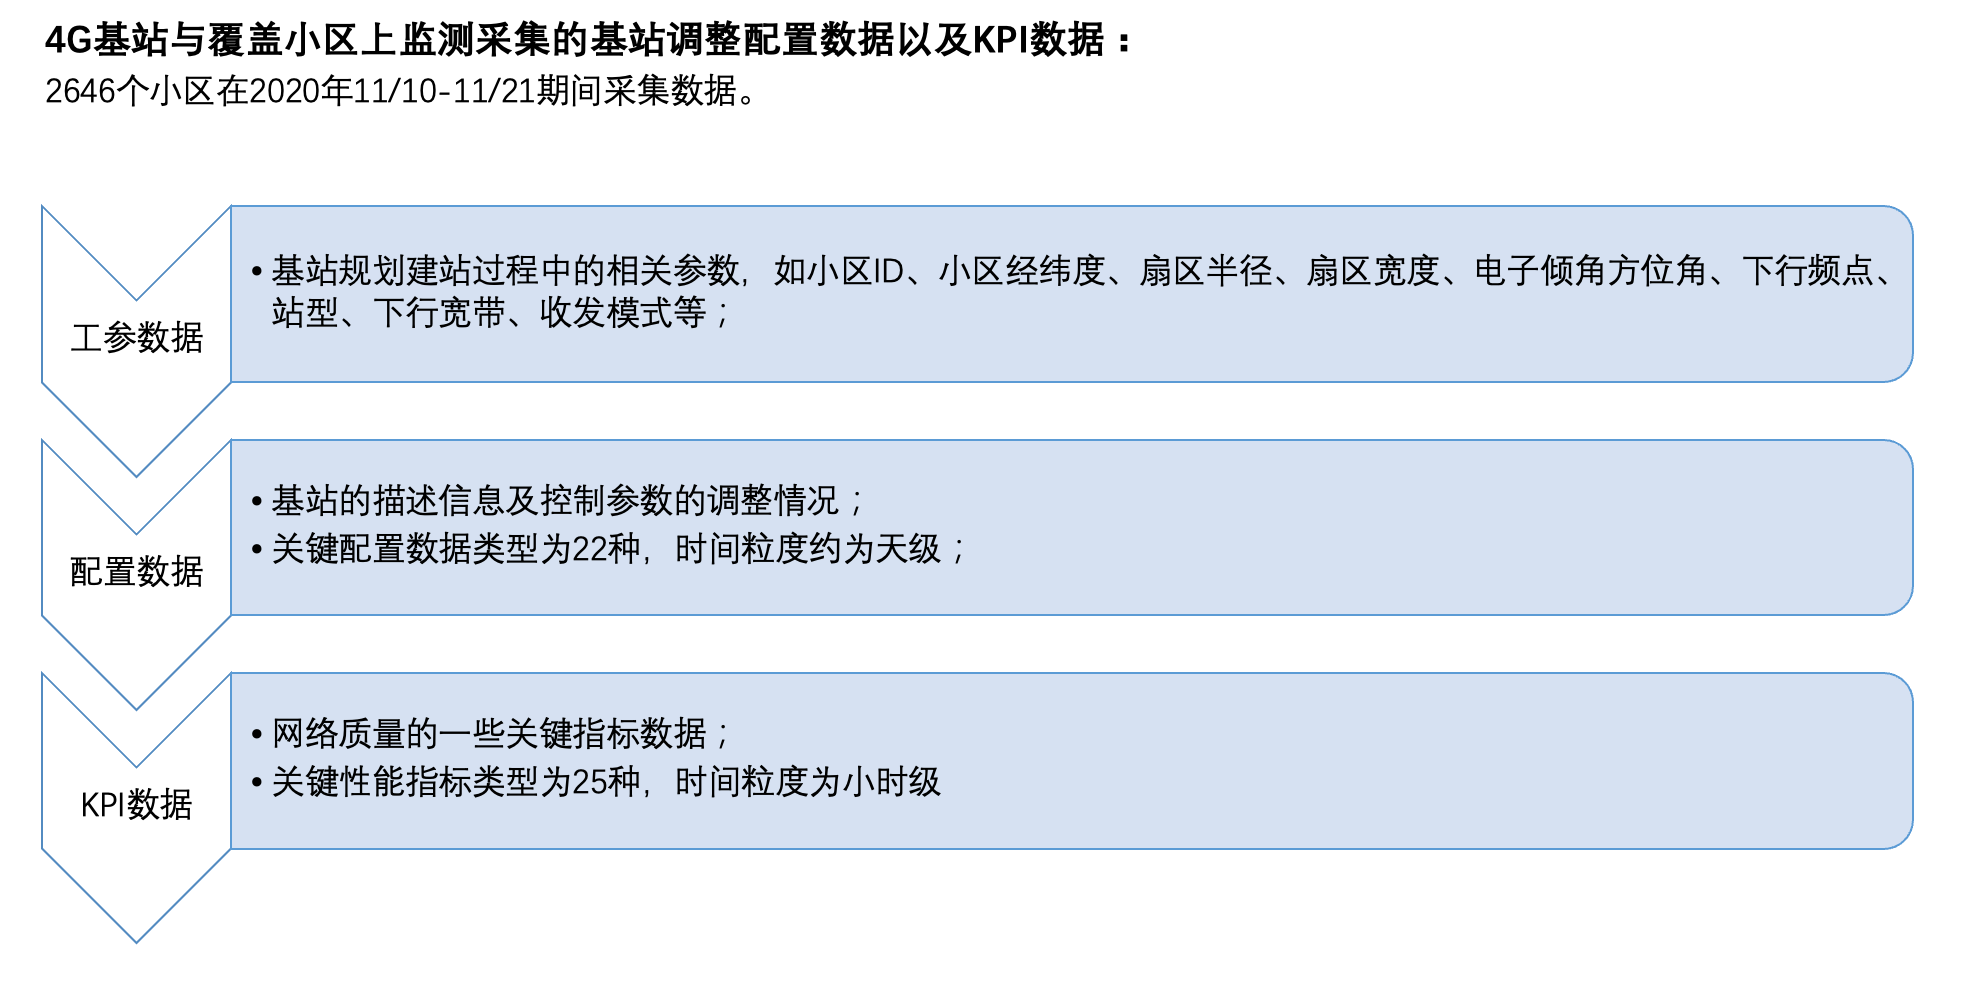 4G基站与覆盖小区上监测采集的基站调整配置数据以及KPI数据：
2646个小区在2020年11/10-11/21期间采集数据。
工参数据
• 基站规划建站过程中的相关参数，如小区ID、小区经纬度、扇区半径、扇区宽度、电子倾角方位角、下行频点、
站型、下行宽带、收发模式等；
配置数据
• 基站的描述信息及控制参数的调整情况；
• 关键配置数据类型为22种，时间粒度约为天级；
KPI数据
• 网络质量的一些关键指标数据；
• 关键性能指标类型为25种，时间粒度为小时级